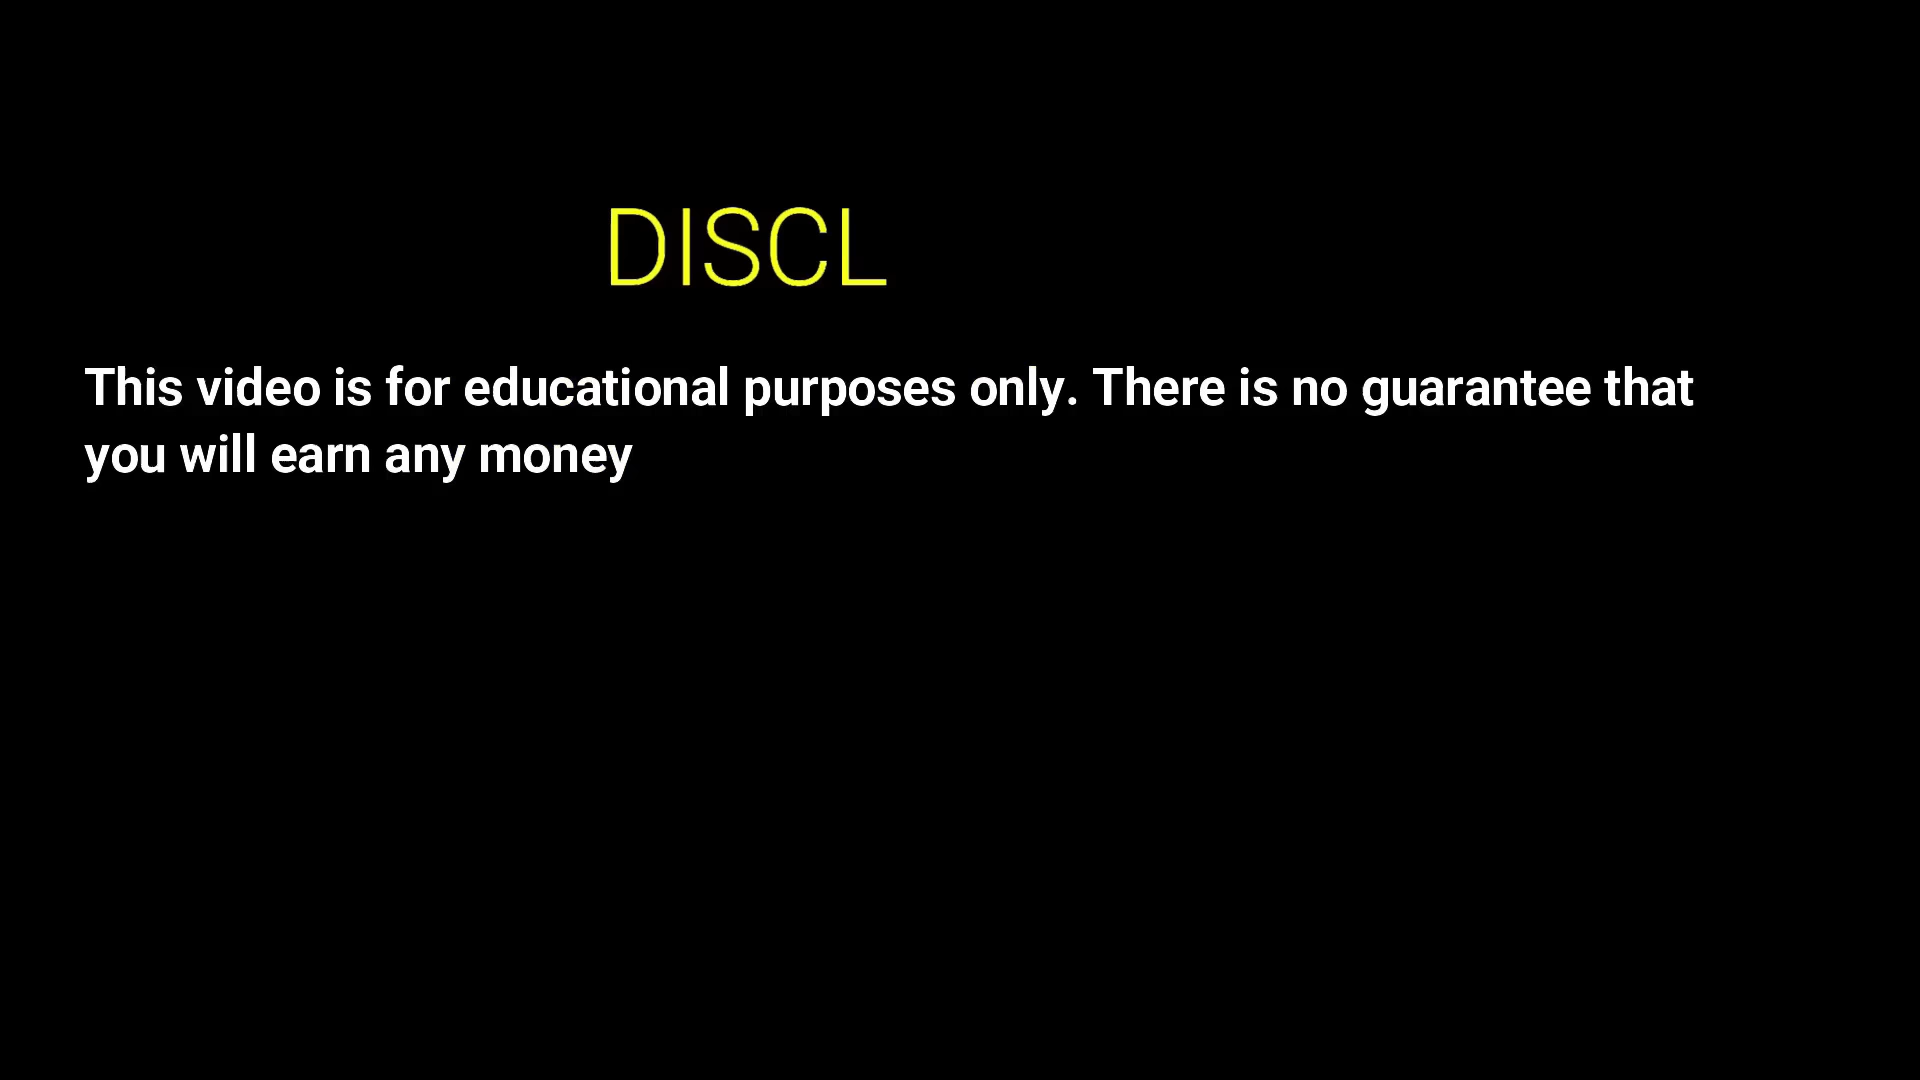 DISCL
This video is for educational purposes only. There is no guarantee that
you will earn any money